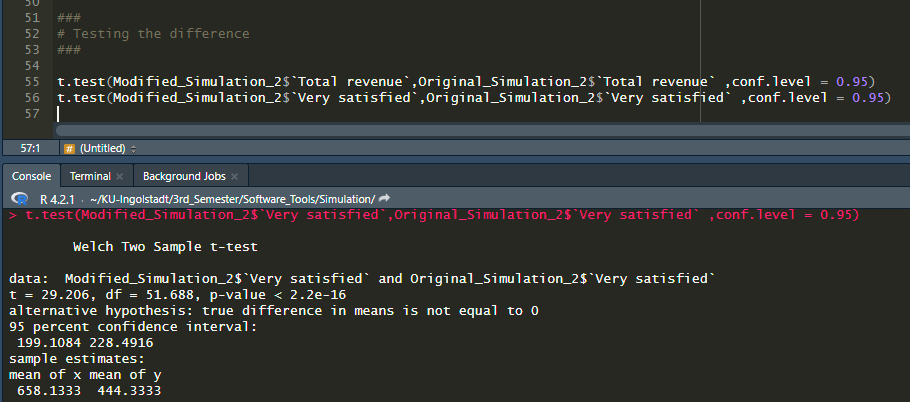 50
51 ###
52 # Testing the difference
53 ###
54
55 t.test(Modified_Simulation_2$`Total revenue`,Original_Simulation_2$`Total revenue` ,conf.level = 0.95)
56 t.test(Modified_Simulation_2$`Very satisfied`,Original_Simulation_2$`Very satisfied` ,conf.level = 0.95)
57
57:1 # (Untitled)
Console Terminal × Background Jobs ×
R 4.2.1 · ~/KU-Ingolstadt/3rd_Semester/Software_Tools/Simulation/
> t.test(Modified_Simulation_2$`Very satisfied`,Original_Simulation_2$`Very satisfied` ,conf.level = 0.95)
Welch Two Sample t-test
data:  Modified_Simulation_2$`Very satisfied` and Original_Simulation_2$`Very satisfied`
t = 29.206, df = 51.688, p-value < 2.2e-16
alternative hypothesis: true difference in means is not equal to 0
95 percent confidence interval:
199.1084 228.4916
sample estimates:
mean of x mean of y
658.1333  444.3333